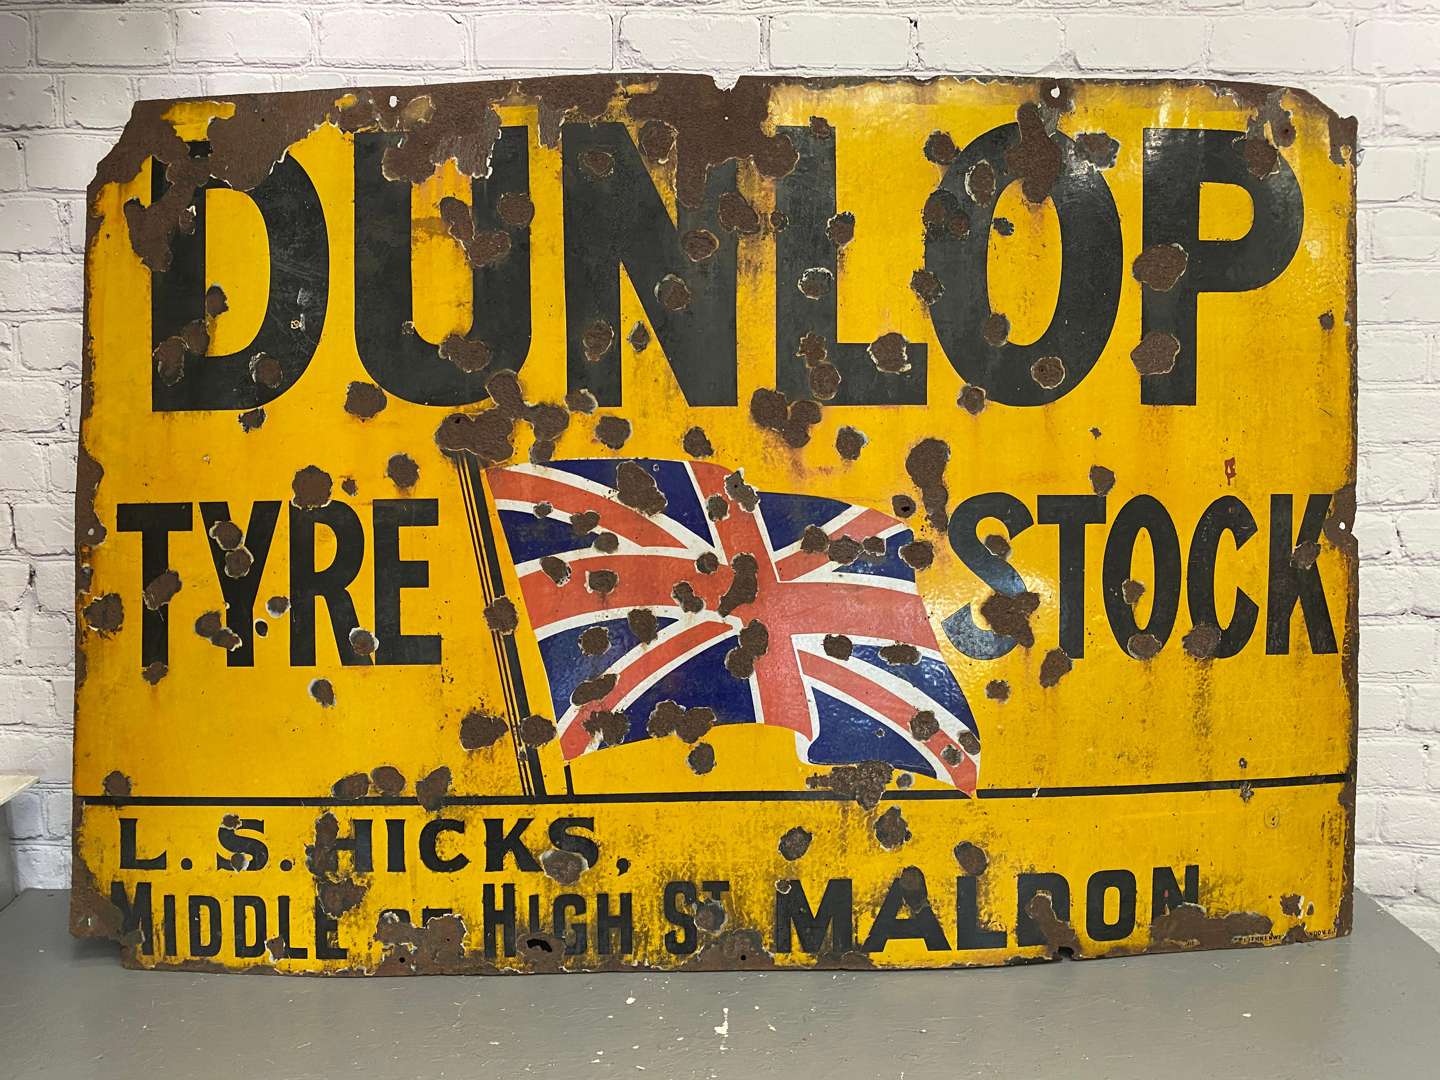 DUNLOP
TYRE STOCK
L. S. HICKS,
MIDDLE OF HIGH ST. MALDON